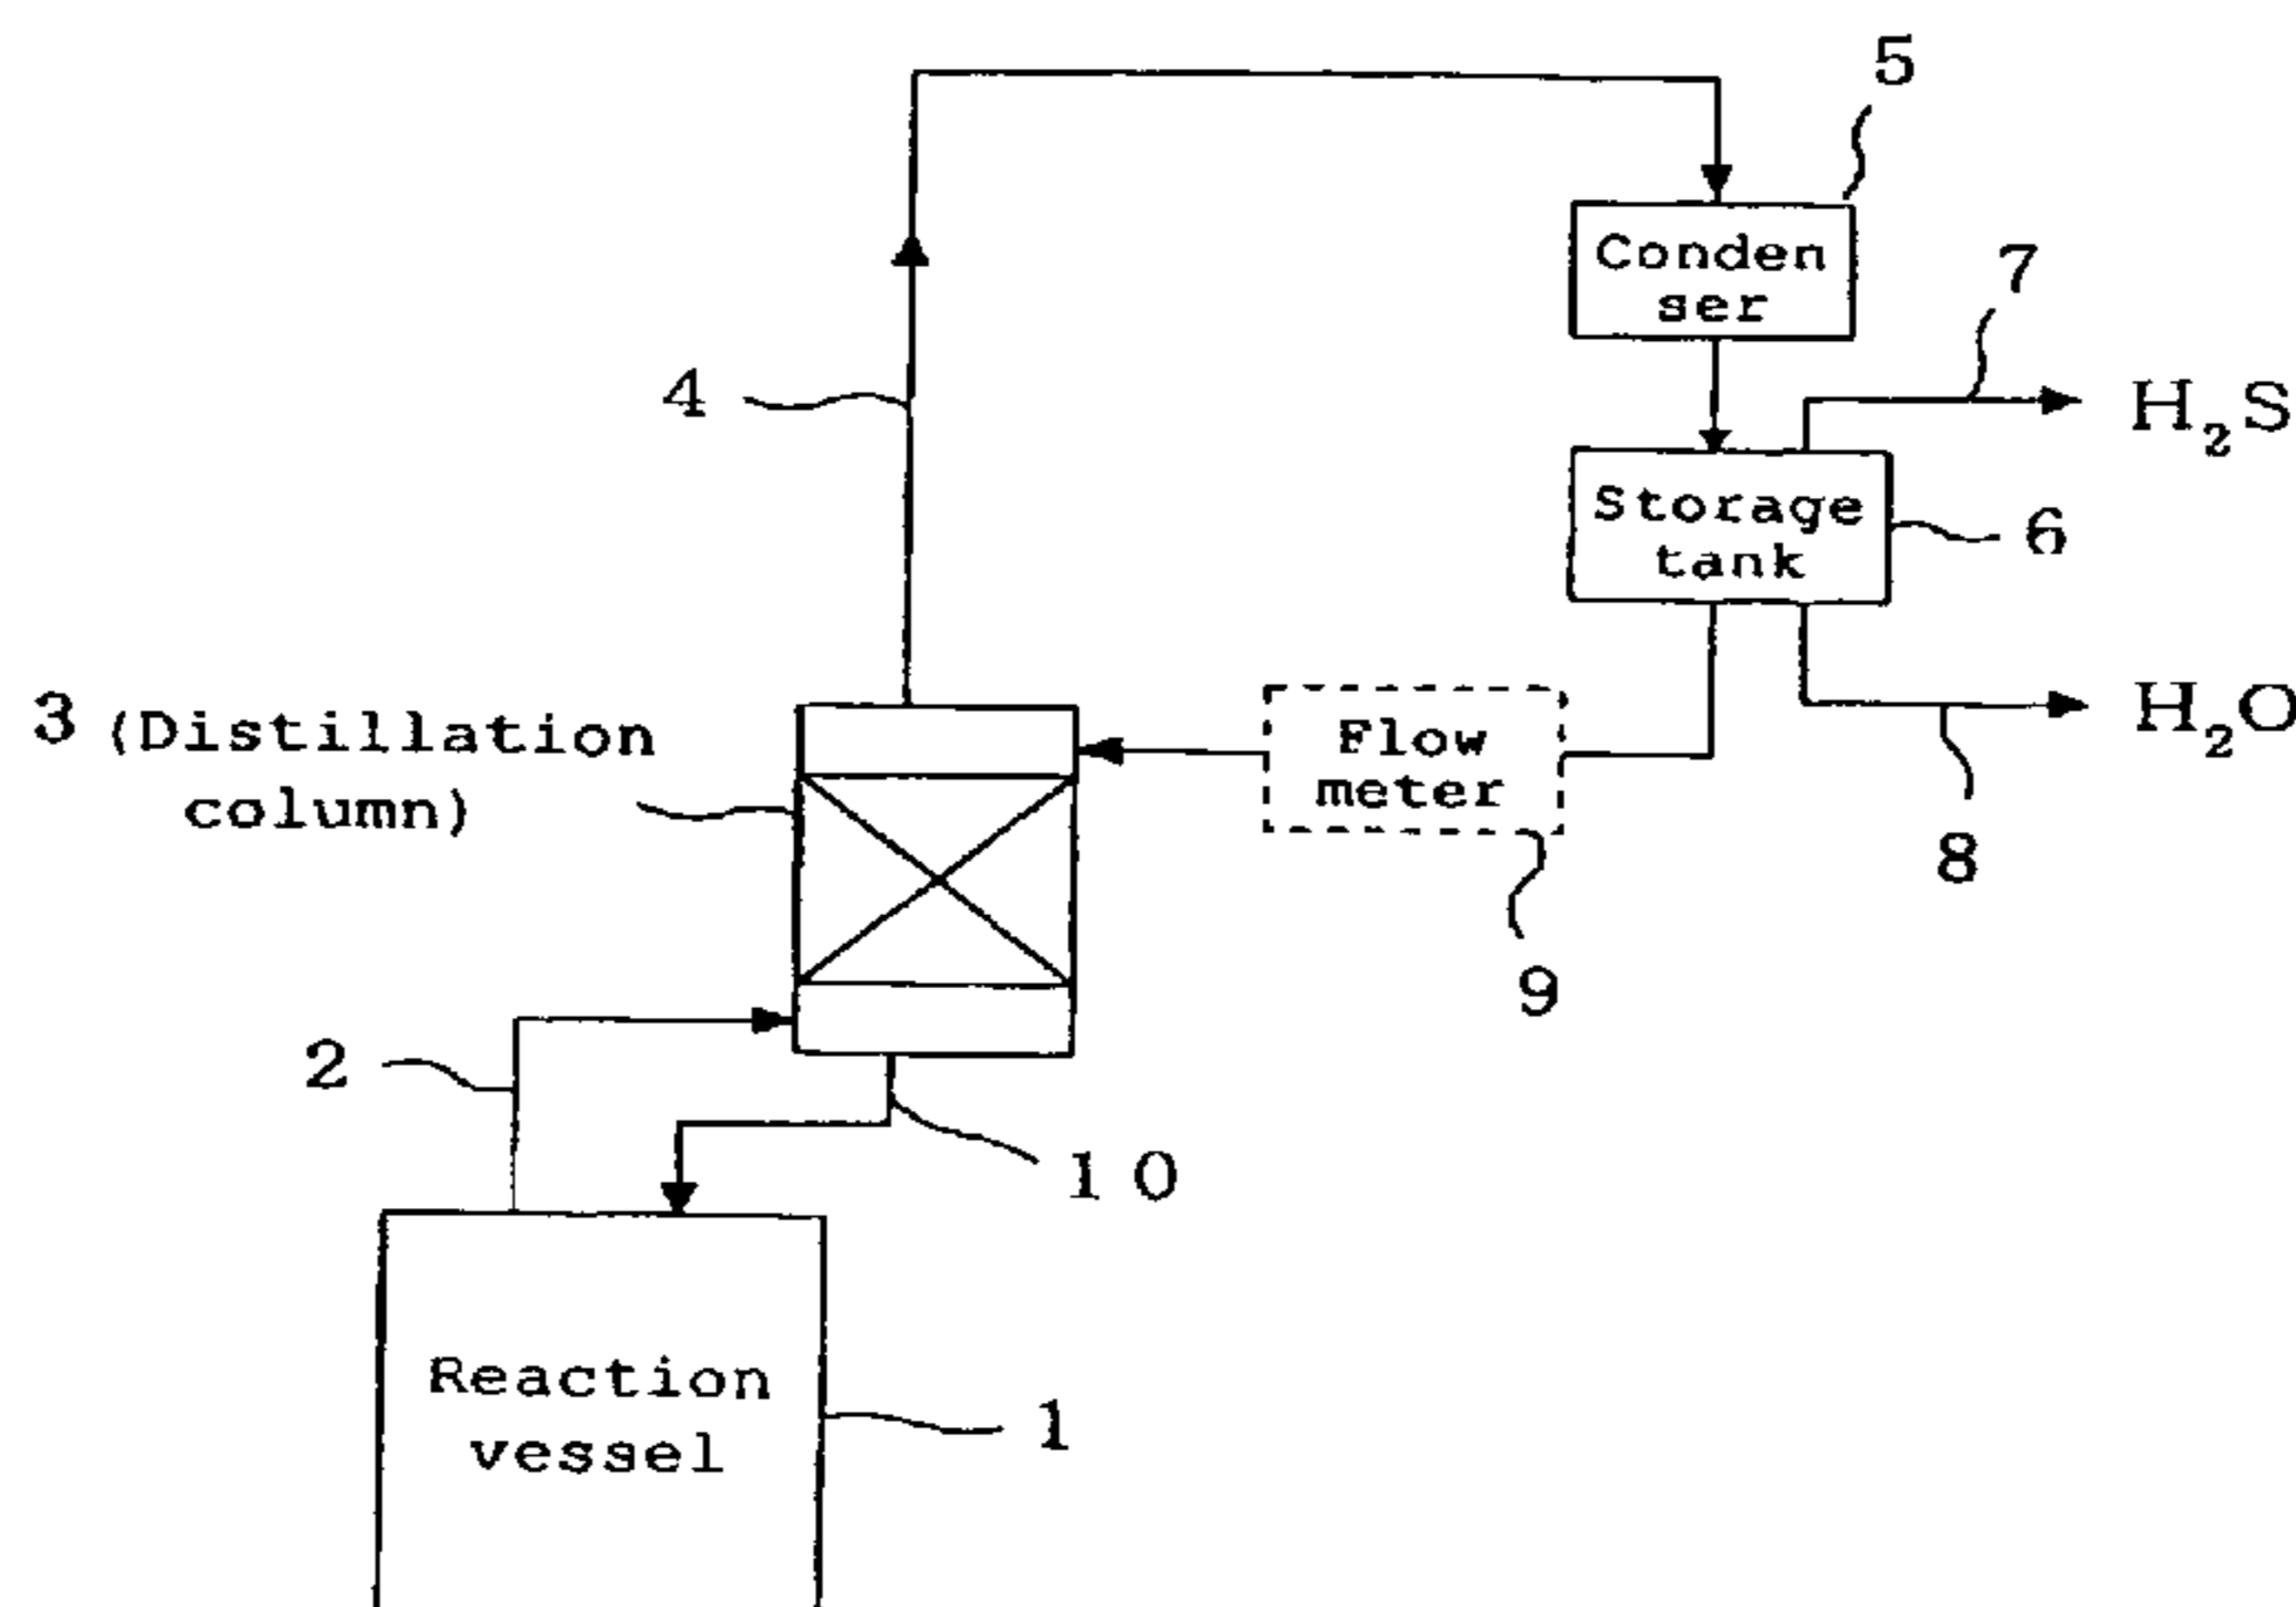 5
Conden
ser
7
H₂S
4
Storage
tank
6
3 (Distillation
column)
Flow
meter
H₂O
8
9
2
10
Reaction
vessel
1